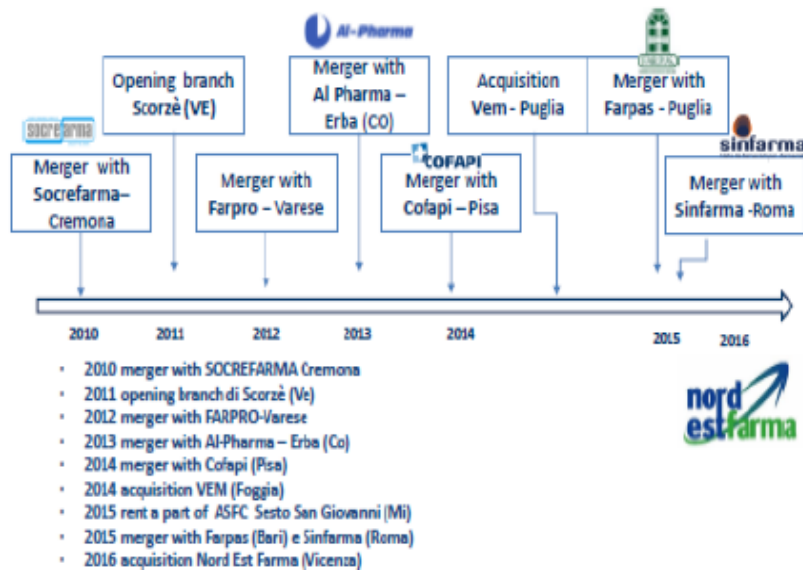 Al-Pharma
Opening branch
Scorzè (VE)
Merger with
Al Pharma –
Erba (CO)
Acquisition
Vem - Puglia
Merger with
Farpas - Puglia
socrefarma
Merger with
Socrefarma–
Cremona
Merger with
Farpro – Varese
COFAPI
Merger with
Cofapi – Pisa
sinfarma
Merger with
Sinfarma -Roma
2010 2011 2012 2013 2014 2015 2016
• 2010 merger with SOCREFARMA Cremona
• 2011 opening branch di Scorzè (Ve)
• 2012 merger with FARPRO-Varese
• 2013 merger with Al-Pharma – Erba (Co)
• 2014 merger with Cofapi (Pisa)
• 2014 acquisition VEM (Foggia)
• 2015 rent a part of ASFC Sesto San Giovanni (Mi)
• 2015 merger with Farpas (Bari) e Sinfarma (Roma)
• 2016 acquisition Nord Est Farma (Vicenza)
nord
estfarma